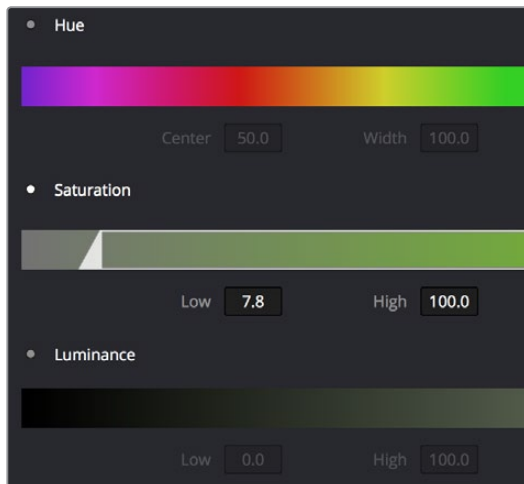 Hue
Center 50.0 Width 100.0
Saturation
Low 7.8 High 100.0
Luminance
Low 0.0 High 100.0